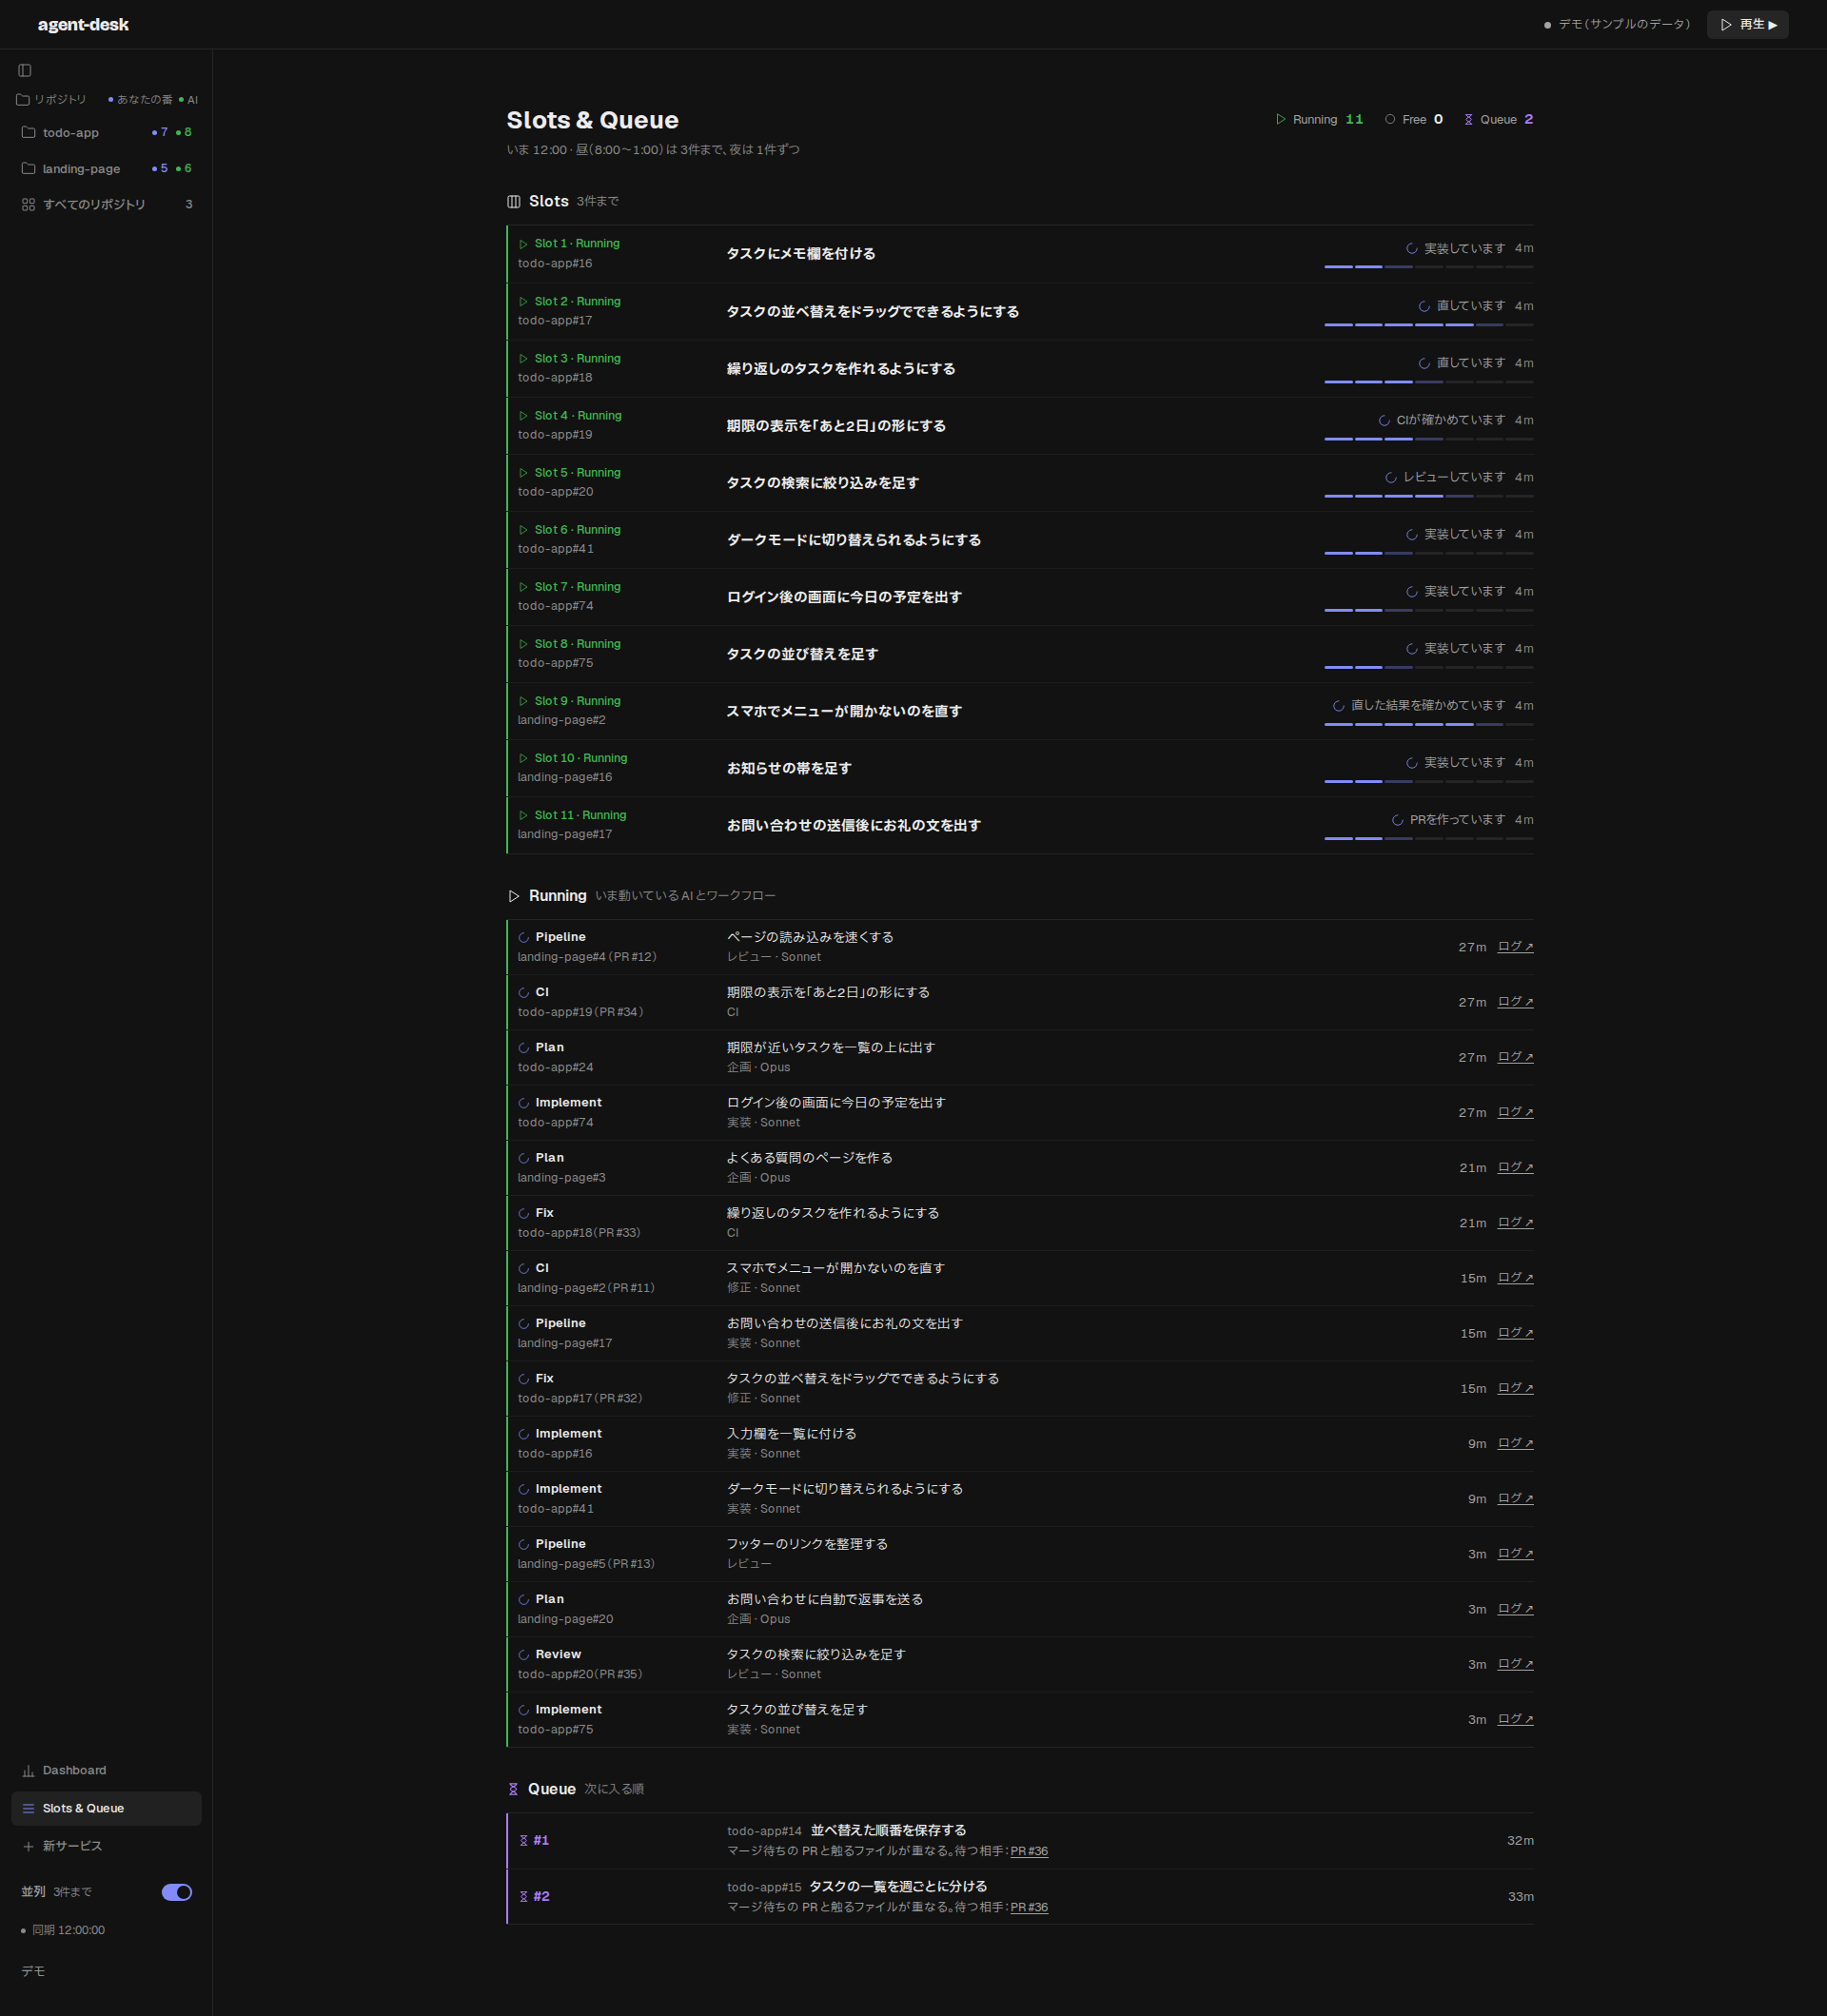 agent-desk
デモ(サンプルのデータ)
再生 ▶
リポジトリ あなたの番 AI
todo-app 7 8
landing-page 5 6
すべてのリポジトリ 3
Slots & Queue
Running 11 Free 0 Queue 2
いま 12:00 · 昼(8:00〜1:00)は 3件まで、夜は 1件ずつ
Slots 3件まで
Slot 1 · Running
todo-app#16
タスクにメモ欄を付ける
実装しています 4m
Slot 2 · Running
todo-app#17
タスクの並べ替えをドラッグでできるようにする
直しています 4m
Slot 3 · Running
todo-app#18
繰り返しのタスクを作れるようにする
直しています 4m
Slot 4 · Running
todo-app#19
期限の表示を「あと2日」の形にする
CIが確かめています 4m
Slot 5 · Running
todo-app#20
タスクの検索に絞り込みを足す
レビューしています 4m
Slot 6 · Running
todo-app#41
ダークモードに切り替えられるようにする
実装しています 4m
Slot 7 · Running
todo-app#74
ログイン後の画面に今日の予定を出す
実装しています 4m
Slot 8 · Running
todo-app#75
タスクの並び替えを足す
実装しています 4m
Slot 9 · Running
landing-page#2
スマホでメニューが開かないのを直す
直した結果を確かめています 4m
Slot 10 · Running
landing-page#16
お知らせの帯を足す
実装しています 4m
Slot 11 · Running
landing-page#17
お問い合わせの送信後にお礼の文を出す
PRを作っています 4m
Running いま動いている AI とワークフロー
Pipeline
landing-page#4(PR #12)
ページの読み込みを速くする
レビュー · Sonnet
27m ログ↗
CI
todo-app#19(PR #34)
期限の表示を「あと2日」の形にする
CI
27m ログ↗
Plan
todo-app#24
期限が近いタスクを一覧の上に出す
企画 · Opus
27m ログ↗
Implement
todo-app#74
ログイン後の画面に今日の予定を出す
実装 · Sonnet
27m ログ↗
Plan
landing-page#3
よくある質問のページを作る
企画 · Opus
21m ログ↗
Fix
todo-app#18(PR #33)
繰り返しのタスクを作れるようにする
CI
21m ログ↗
CI
landing-page#2(PR #11)
スマホでメニューが開かないのを直す
修正 · Sonnet
15m ログ↗
Pipeline
landing-page#17
お問い合わせの送信後にお礼の文を出す
実装 · Sonnet
15m ログ↗
Fix
todo-app#17(PR #32)
タスクの並べ替えをドラッグでできるようにする
修正 · Sonnet
15m ログ↗
Implement
todo-app#16
入力欄を一覧に付ける
実装 · Sonnet
9m ログ↗
Implement
todo-app#41
ダークモードに切り替えられるようにする
実装 · Sonnet
9m ログ↗
Pipeline
landing-page#5(PR #13)
フッターのリンクを整理する
レビュー
3m ログ↗
Plan
landing-page#20
お問い合わせに自動で返事を送る
企画 · Opus
3m ログ↗
Review
todo-app#20(PR #35)
タスクの検索に絞り込みを足す
レビュー · Sonnet
3m ログ↗
Implement
todo-app#75
タスクの並び替えを足す
実装 · Sonnet
3m ログ↗
Queue 次に入る順
#1
todo-app#14 並べ替えた順番を保存する
マージ待ちの PR と触るファイルが重なる。待つ相手: PR #36
32m
#2
todo-app#15 タスクの一覧を週ごとに分ける
マージ待ちの PR と触るファイルが重なる。待つ相手: PR #36
33m
Dashboard
Slots & Queue
新サービス
並列 3件まで
同期 12:00:00
デモ